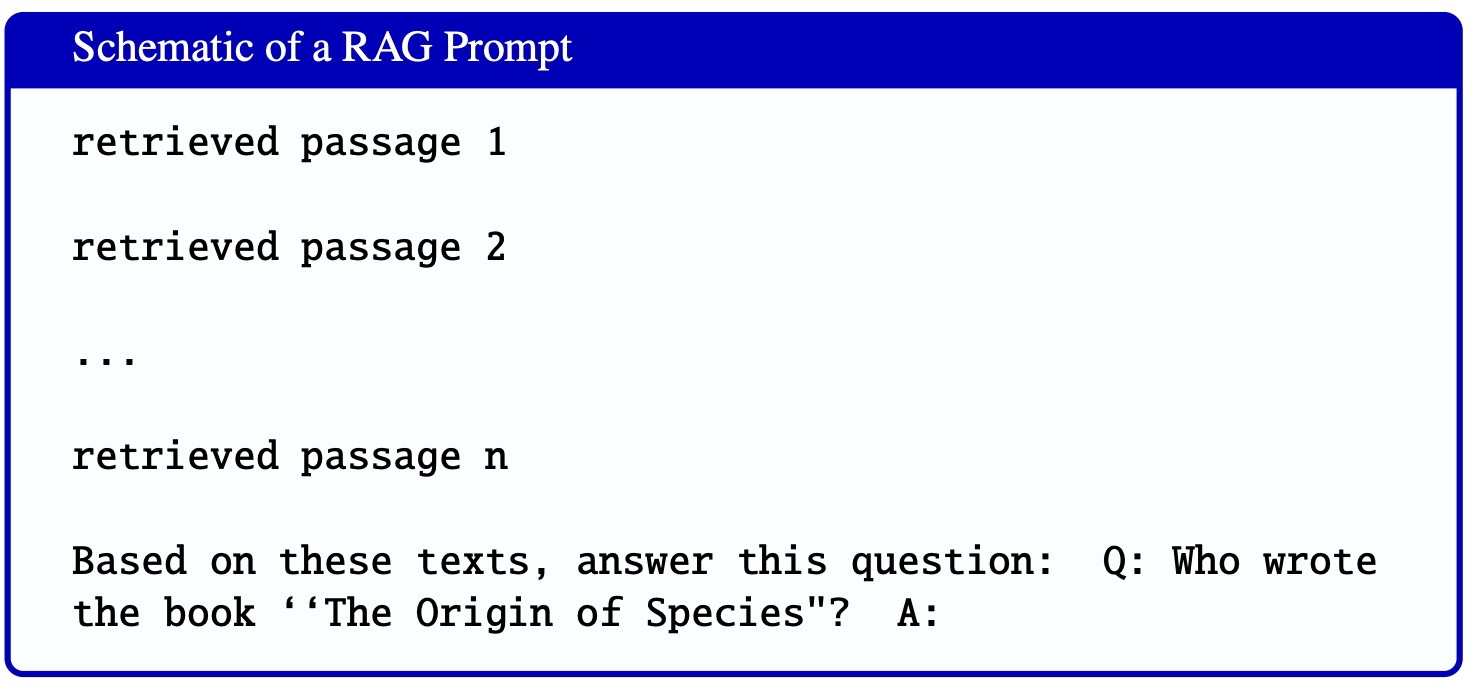 Schematic of a RAG Prompt
retrieved passage 1
retrieved passage 2
...
retrieved passage n
Based on these texts, answer this question:  Q: Who wrote
the book ‘‘The Origin of Species"?  A: